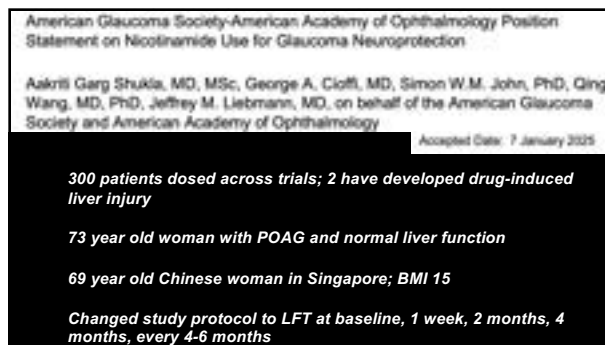 American Glaucoma Society-American Academy of Ophthalmology Position
Statement on Nicotinamide Use for Glaucoma Neuroprotection
Aakriti Garg Shukla, MD, MSc, George A. Cioffi, MD, Simon W.M. John, PhD, Qing
Wang, MD, PhD, Jeffrey M. Liebmann, MD, on behalf of the American Glaucoma
Society and American Academy of Ophthalmology
Accepted Date: 7 January 2025
300 patients dosed across trials; 2 have developed drug-induced
liver injury
73 year old woman with POAG and normal liver function
69 year old Chinese woman in Singapore; BMI 15
Changed study protocol to LFT at baseline, 1 week, 2 months, 4
months, every 4-6 months